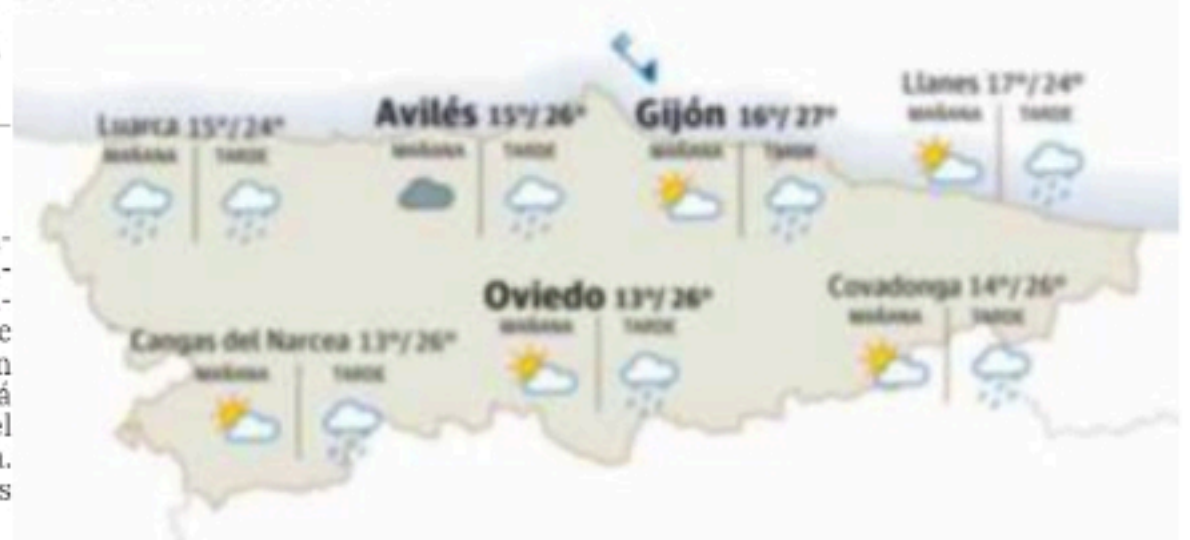 Llanes 17°/24°
MAÑANA TARDE
Luarca 15°/24°
MAÑANA TARDE
Avilés 15°/26°
MAÑANA TARDE
Gijón 16°/27°
MAÑANA TARDE
Oviedo 13°/26°
MAÑANA TARDE
Covadonga 14°/26°
MAÑANA TARDE
Cangas del Narcea 13°/26°
MAÑANA TARDE